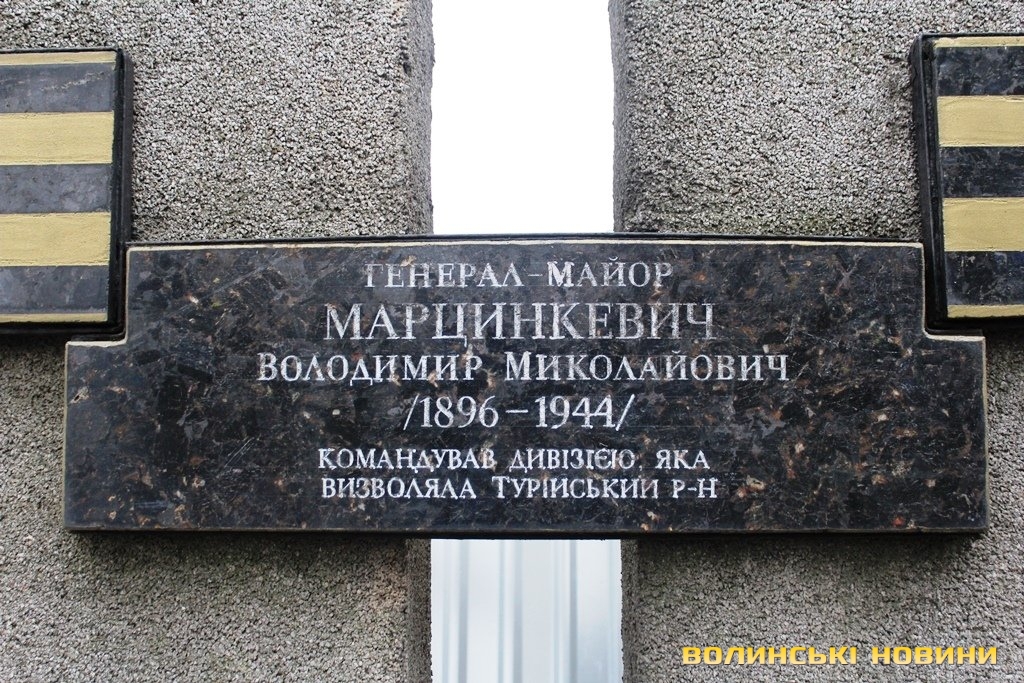 ГЕНЕРАЛ-МАЙОР
МАРЦИНКЕВИЧ
ВОЛОДИМИР МИКОЛАЙОВИЧ
/1896 – 1944/
КОМАНДУВАВ ДИВІЗІЄЮ, ЯКА
ВИЗВОЛЯЛА ТУРІЙСЬКИЙ Р-Н
ВОЛИНСЬКІ НОВИНИ